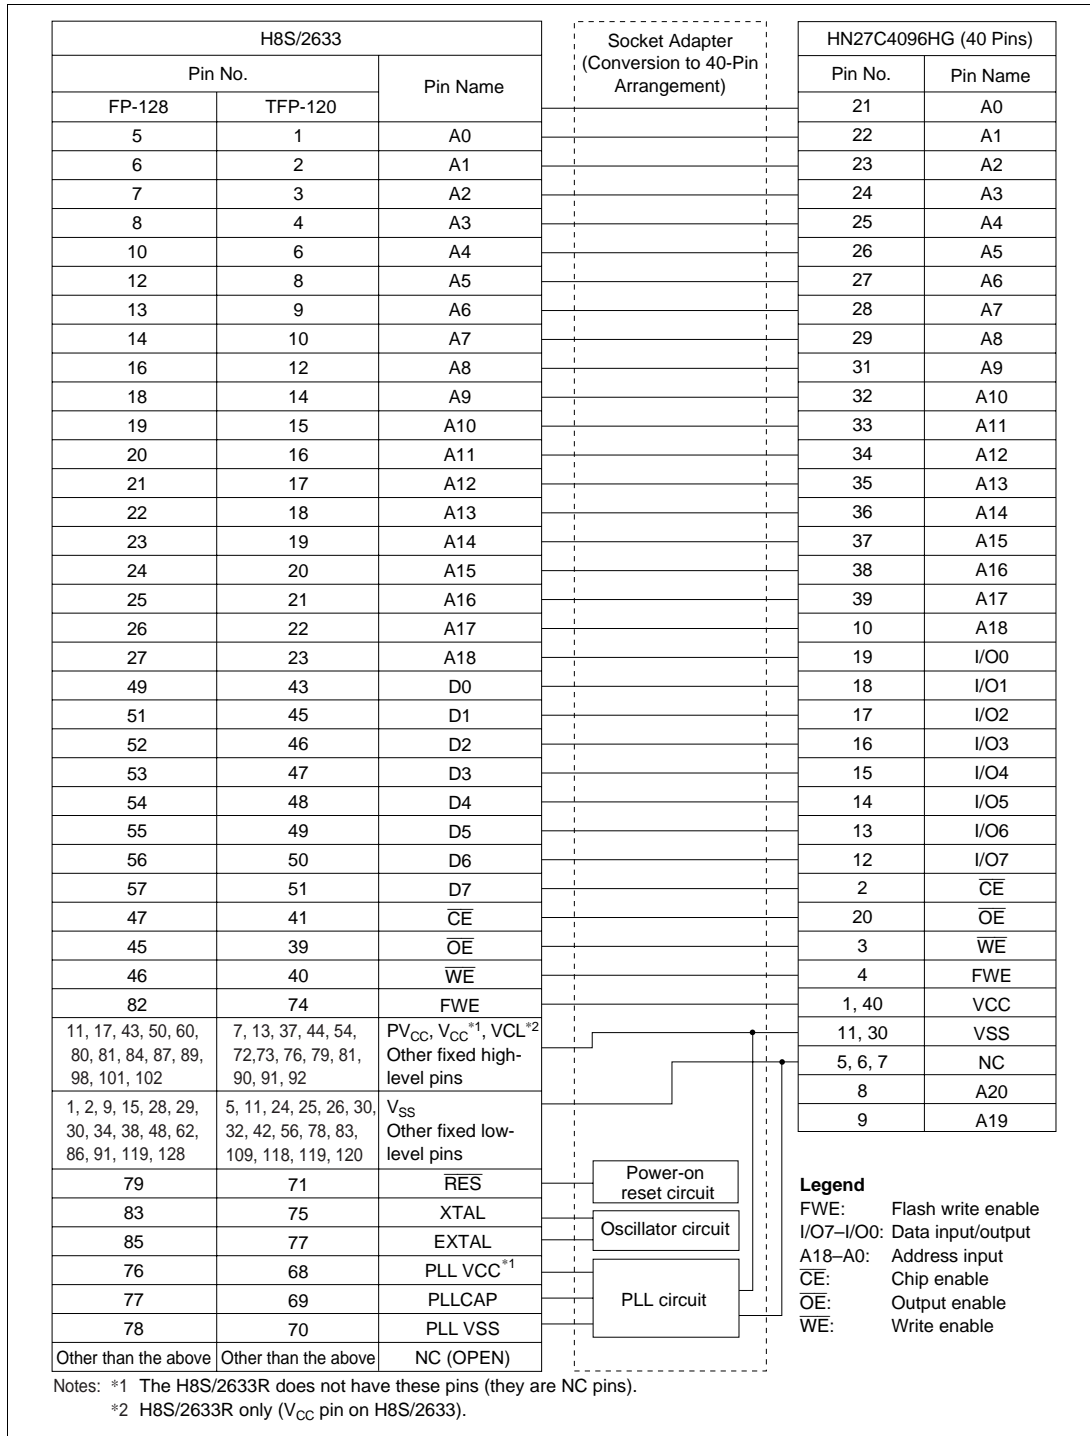 H8S/2633
Pin No. Pin Name
FP-128 TFP-120
5 1 A0
6 2 A1
7 3 A2
8 4 A3
10 6 A4
12 8 A5
13 9 A6
14 10 A7
16 12 A8
18 14 A9
19 15 A10
20 16 A11
21 17 A12
22 18 A13
23 19 A14
24 20 A15
25 21 A16
26 22 A17
27 23 A18
49 43 D0
51 45 D1
52 46 D2
53 47 D3
54 48 D4
55 49 D5
56 50 D6
57 51 D7
47 41 C̅E̅
45 39 O̅E̅
46 40 W̅E̅
82 74 FWE
11, 17, 43, 50, 60, 80, 81, 84, 87, 89, 98, 101, 102
7, 13, 37, 44, 54, 72,73, 76, 79, 81, 90, 91, 92
PVCC, VCC*1, VCL*2
Other fixed high-
level pins
1, 2, 9, 15, 28, 29, 30, 34, 38, 48, 62, 86, 91, 119, 128
5, 11, 24, 25, 26, 30, 32, 42, 56, 78, 83, 109, 118, 119, 120
VSS
Other fixed low-
level pins
79 71 R̅E̅S̅
83 75 XTAL
85 77 EXTAL
76 68 PLL VCC*1
77 69 PLLCAP
78 70 PLL VSS
Other than the above Other than the above NC (OPEN)
Socket Adapter
(Conversion to 40-Pin
Arrangement)
Power-on
reset circuit
Oscillator circuit
PLL circuit
HN27C4096HG (40 Pins)
Pin No. Pin Name
21 A0
22 A1
23 A2
24 A3
25 A4
26 A5
27 A6
28 A7
29 A8
31 A9
32 A10
33 A11
34 A12
35 A13
36 A14
37 A15
38 A16
39 A17
10 A18
19 I/O0
18 I/O1
17 I/O2
16 I/O3
15 I/O4
14 I/O5
13 I/O6
12 I/O7
2 C̅E̅
20 O̅E̅
3 W̅E̅
4 FWE
1, 40 VCC
11, 30 VSS
5, 6, 7 NC
8 A20
9 A19
Legend
FWE: Flash write enable
I/O7–I/O0: Data input/output
A18–A0: Address input
C̅E̅: Chip enable
O̅E̅: Output enable
W̅E̅: Write enable
Notes: *1 The H8S/2633R does not have these pins (they are NC pins).
*2 H8S/2633R only (VCC pin on H8S/2633).